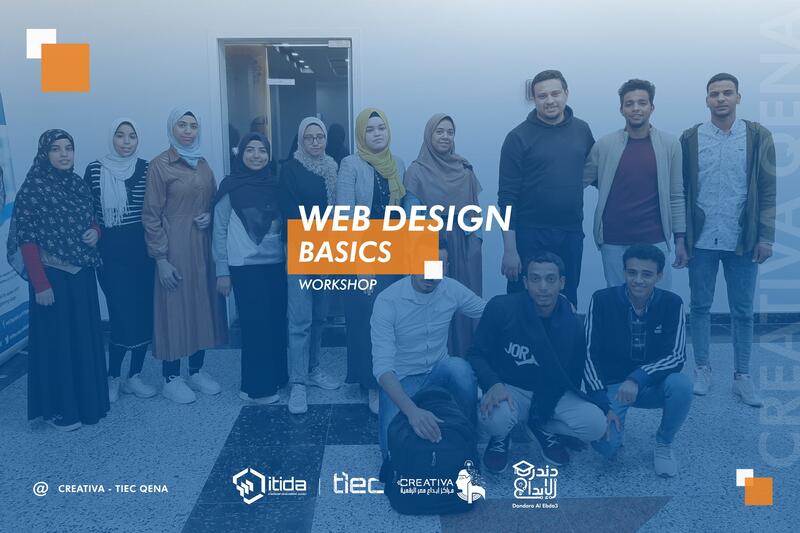 WEB DESIGN
BASICS
WORKSHOP
CREATIVA QENA
JOR
@ CREATIVA - TIEC QENA
itida
tiec
CREATIVA
مراكز إبداع مصر الرقمية
دندرة
الإبداع
Dandara Al Ebda3